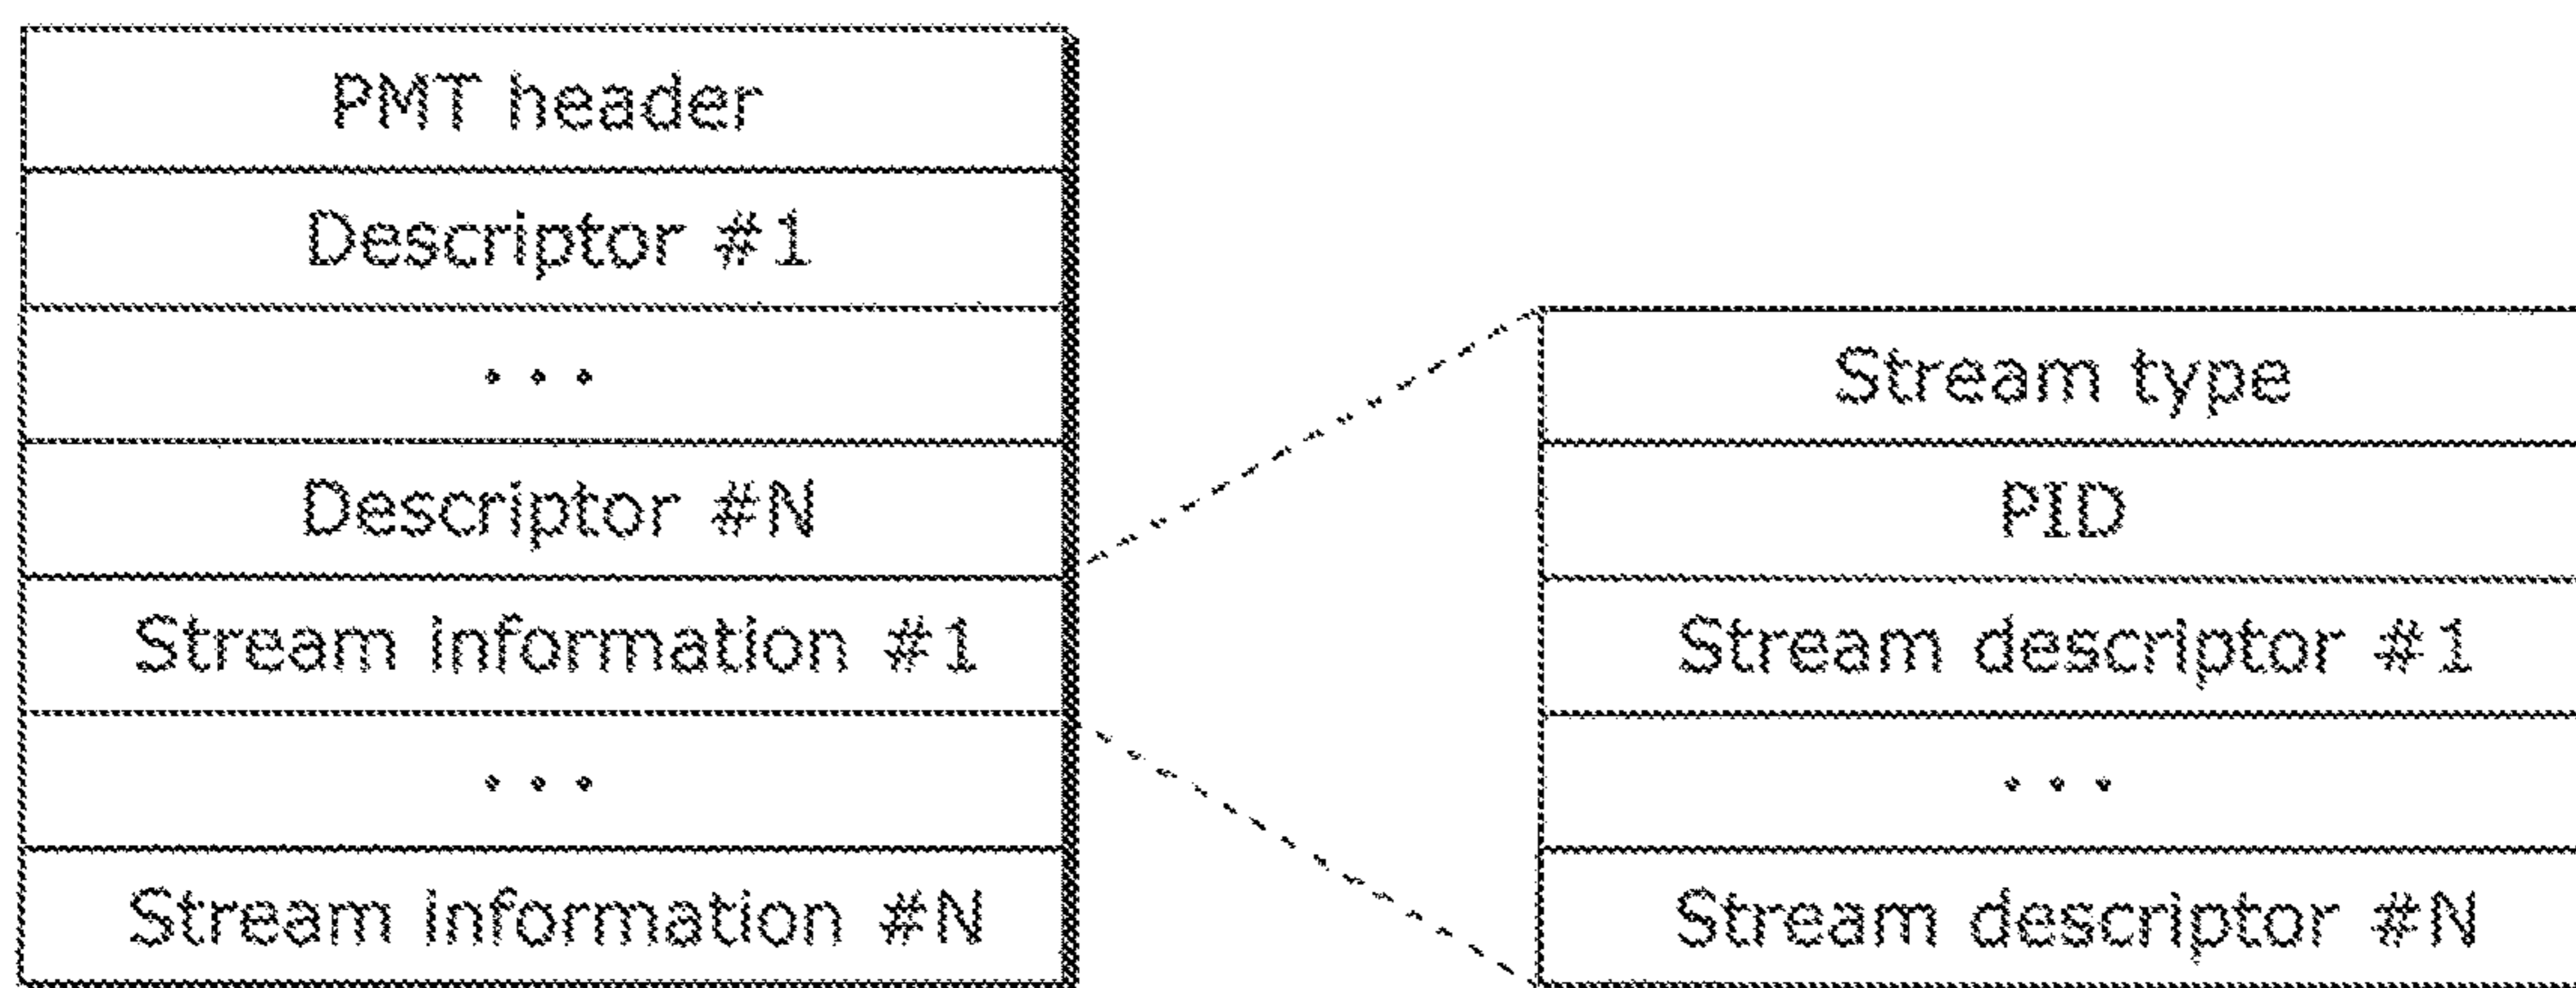 PMT header
Descriptor #1
...
Descriptor #N
Stream information #1
...
Stream information #N
Stream type
PID
Stream descriptor #1
...
Stream descriptor #N